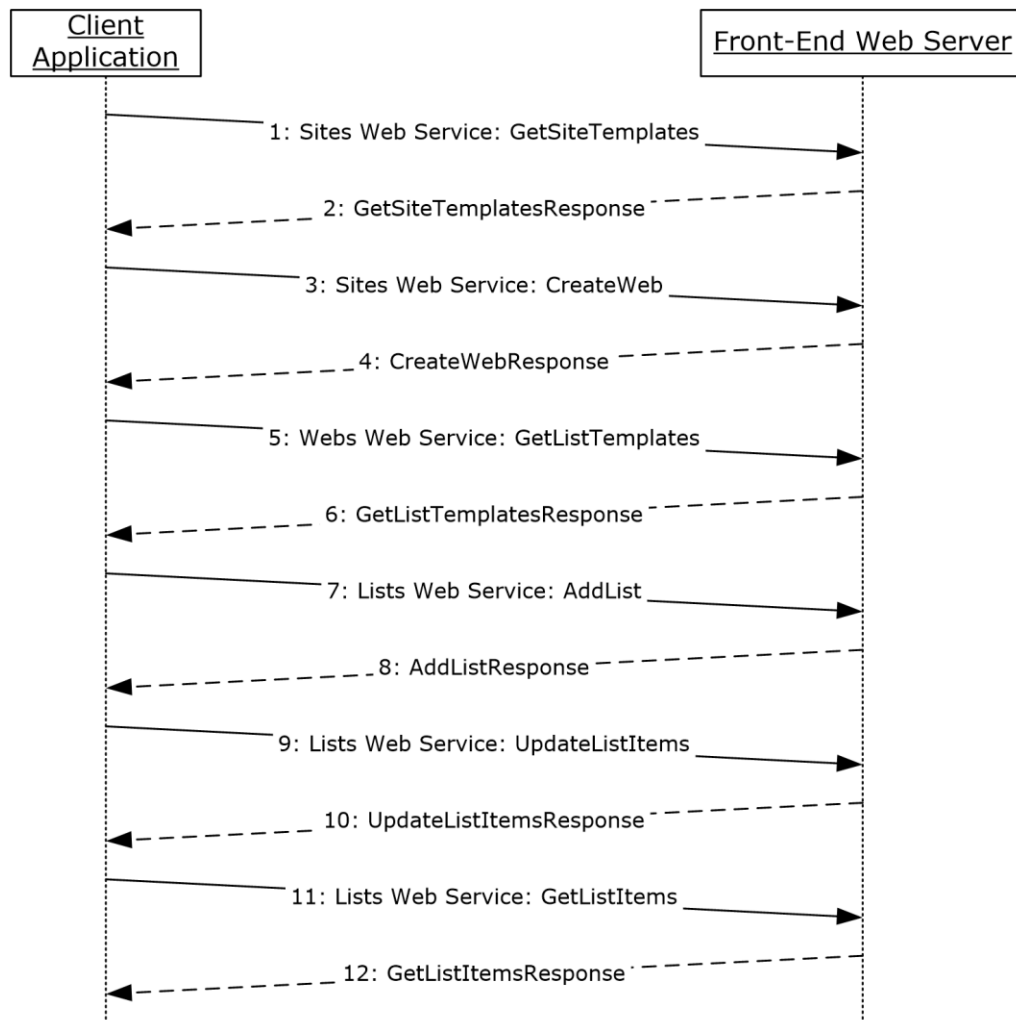 Client
Application
Front-End Web Server
1: Sites Web Service: GetSiteTemplates
2: GetSiteTemplatesResponse
3: Sites Web Service: CreateWeb
4: CreateWebResponse
5: Webs Web Service: GetListTemplates
6: GetListTemplatesResponse
7: Lists Web Service: AddList
8: AddListResponse
9: Lists Web Service: UpdateListItems
10: UpdateListItemsResponse
11: Lists Web Service: GetListItems
12: GetListItemsResponse